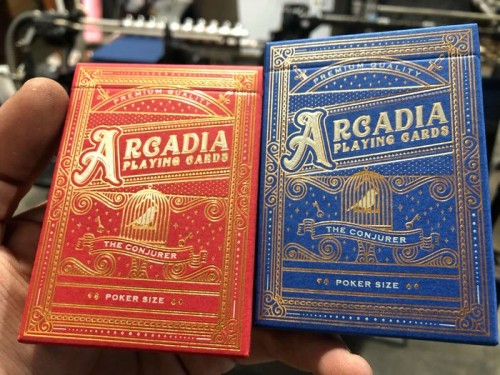 PREMIUM QUALITY
ARCADIA
PLAYING CARDS
THE CONJURER
POKER SIZE
PREMIUM QUALITY
ARCADIA
PLAYING CARDS
THE CONJURER
POKER SIZE